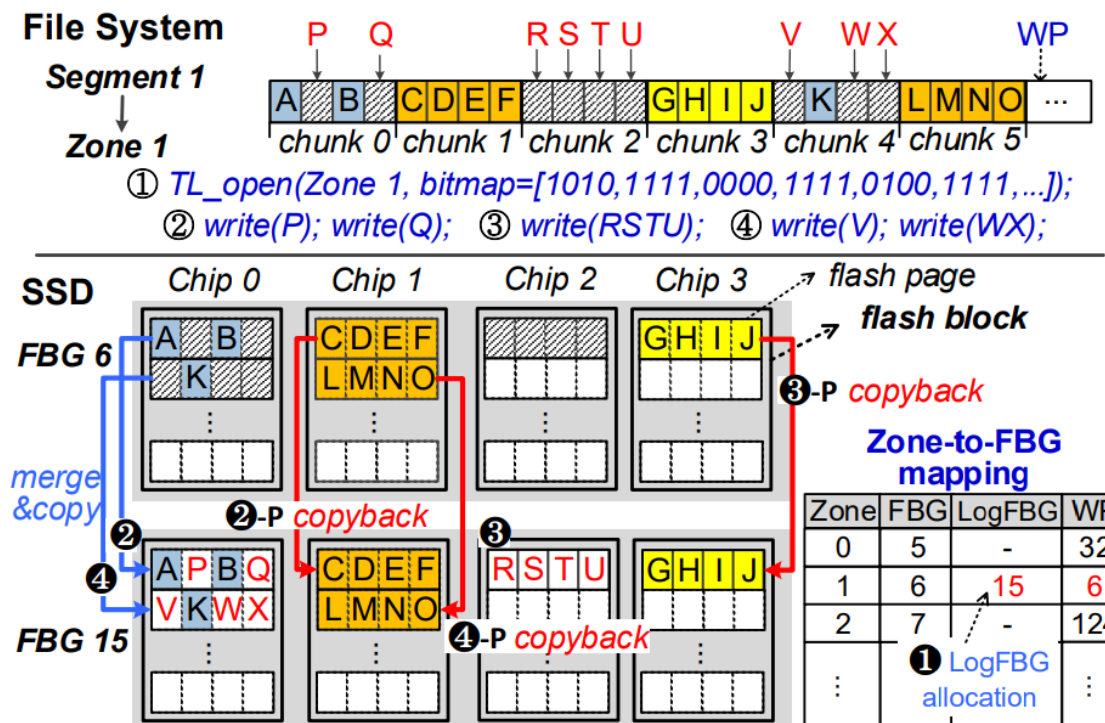 File System
P Q R S T U V W X WP
Segment 1
A B C D E F G H I J K L M N O ...
Zone 1
chunk 0 chunk 1 chunk 2 chunk 3 chunk 4 chunk 5
① TL_open(Zone 1, bitmap=[1010,1111,0000,1111,0100,1111,...]);
② write(P); write(Q); ③ write(RSTU); ④ write(V); write(WX);
SSD
Chip 0 Chip 1 Chip 2 Chip 3
flash page
flash block
FBG 6
A B C D E F G H I J
K L M N O
❸-P copyback
merge
&copy
❷-P copyback
Zone-to-FBG
mapping
Zone FBG LogFBG WP
0 5 - 32
1 6 15 6
2 7 - 124
⋮ ⋮
❶ LogFBG
allocation
❷ ❸
A P B Q C D E F R S T U G H I J
❹
V K W X L M N O
❹-P copyback
FBG 15